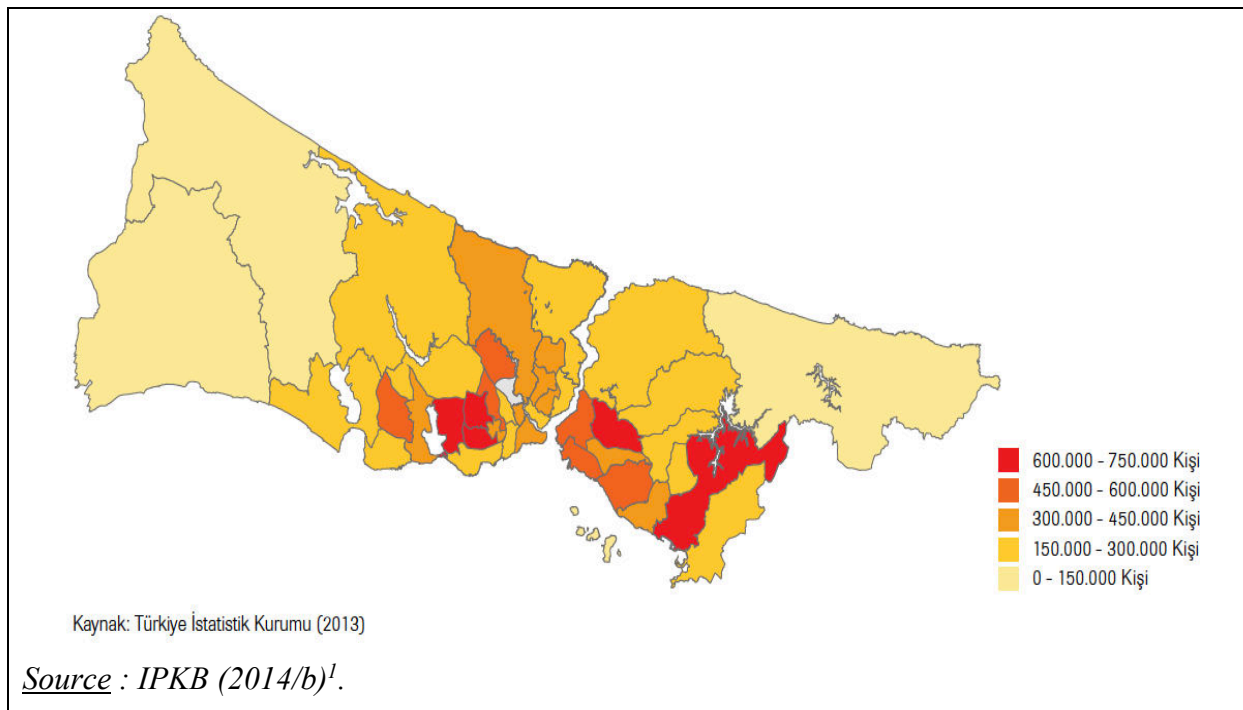 600.000 - 750.000 Kişi
450.000 - 600.000 Kişi
300.000 - 450.000 Kişi
150.000 - 300.000 Kişi
0 - 150.000 Kişi
Kaynak: Türkiye İstatistik Kurumu (2013)
Source : IPKB (2014/b)1.